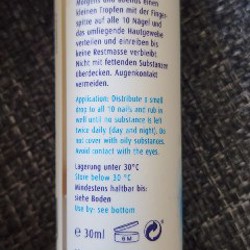 Morgens und abends einen
kleinen Tropfen mit der Finger-
spitze auf alle 10 Nägel und
das umliegende Hautgewebe
verteilen und einreiben bis
keine Restmasse verbleibt.
Nicht mit fettenden Substanzen
überdecken. Augenkontakt
vermeiden.
Application: Distribute a small
drop to all 10 nails and rub in
well until no substance is left
twice daily (day and night). Do
not cover with oily substances.
Avoid contact with the eyes.
Lagerung unter 30°C
Store below 30 °C
Mindestens haltbar bis:
siehe Boden
Use by: see bottom
℮ 30ml
6M